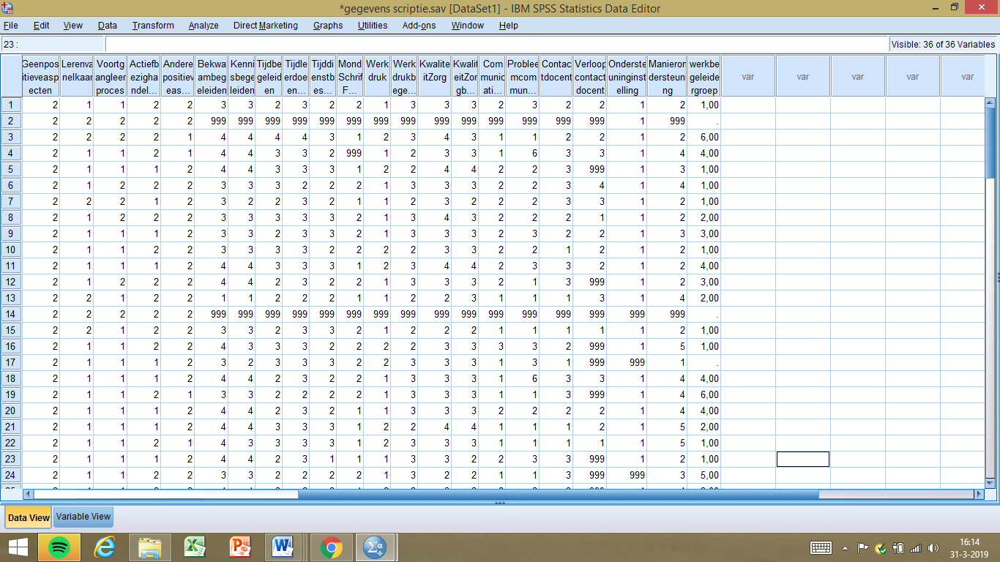 *gegevens scriptie.sav [DataSet1] - IBM SPSS Statistics Data Editor
File Edit View Data Transform Analyze Direct Marketing Graphs Utilities Add-ons Window Help
23 : Visible: 36 of 36 Variables
Geenpos Lerenva Voortg Actiefb Andere Bekwa Kenni Tijdbe Tijdle Tijddi Mond Werk Werk Kwalite Kwalit Com Problee Contac Verloop Onderste Manieron werkbe
itieveasp nelkaar angleer ezigha positiev ambeg sbege geleid erdoel enstb Schrif druk drukb itZorg eitZor munic mcom tdocent contact uninginst dersteuni geleide var var var var var
ecten proces ndel... eas... eleiden leiden en en... es... F... ege... gb... ati... mun... docent elling ng rgroep
1 2 1 1 2 2 3 3 2 3 2 2 1 3 3 3 2 3 2 2 1 2 1,00
2 2 2 2 2 2 999 999 999 999 999 999 999 999 999 999 999 999 999 999 1 999 .
3 2 2 2 2 1 4 4 4 4 3 1 2 3 4 3 1 1 2 2 1 2 6,00
4 2 1 1 2 1 4 4 3 3 2 999 1 2 3 3 1 6 3 3 1 4 4,00
5 2 1 1 1 2 4 4 3 3 3 1 2 2 4 4 2 2 3 999 1 3 1,00
6 2 1 2 2 2 3 3 3 2 2 2 1 3 3 3 2 2 3 4 1 4 1,00
7 2 2 2 1 2 3 2 2 3 2 1 1 2 3 2 2 2 3 3 1 2 1,00
8 2 1 2 2 2 3 3 3 3 3 2 1 3 4 3 2 2 2 1 1 2 2,00
9 2 1 1 1 2 3 3 2 3 3 2 1 3 3 3 2 3 2 2 1 3 3,00
10 2 1 1 2 2 3 3 3 3 2 2 2 2 3 3 2 2 1 2 1 2 1,00
11 2 1 1 1 2 4 4 3 3 3 1 2 3 4 4 2 3 3 2 1 2 4,00
12 2 1 2 2 2 4 4 2 3 2 2 1 3 3 3 2 1 3 999 1 2 3,00
13 2 2 1 2 2 1 1 2 2 2 1 1 2 2 3 1 1 1 3 1 4 2,00
14 2 2 2 2 2 999 999 999 999 999 999 999 999 999 999 999 999 999 999 999 999 .
15 2 2 1 2 2 3 3 2 3 3 2 1 2 2 2 1 1 1 1 1 2 1,00
16 2 1 1 2 2 4 3 3 3 2 2 2 2 3 3 3 3 2 999 1 5 1,00
17 2 1 1 1 2 3 2 3 3 3 2 2 3 3 3 1 3 1 999 999 1 .
18 2 1 1 1 2 4 4 2 3 2 2 1 3 3 3 1 6 3 3 1 4 4,00
19 2 1 1 2 1 3 3 2 2 2 2 1 3 3 3 1 1 3 999 1 4 6,00
20 2 1 1 2 2 4 4 2 3 2 1 1 3 3 3 2 2 2 2 1 4 4,00
21 2 1 1 1 2 4 4 3 3 3 1 2 2 4 4 1 1 1 2 1 5 2,00
22 2 1 1 2 1 4 3 3 3 3 1 2 3 3 3 1 1 1 1 1 5 1,00
23 2 1 1 1 2 4 4 2 3 1 1 1 3 3 2 2 3 3 999 1 2 1,00
24 2 1 1 2 2 3 3 2 2 2 2 1 3 2 2 1 1 3 999 999 3 5,00
Data View Variable View
16:14
31-3-2019